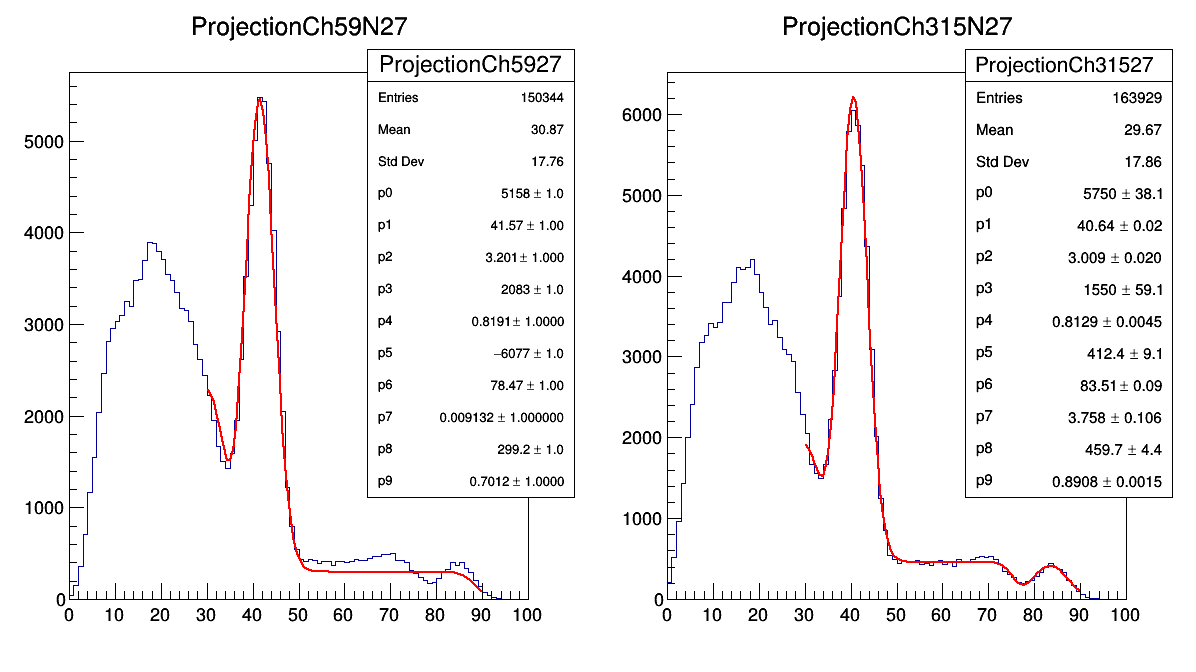 ProjectionCh59N27
ProjectionCh5927
Entries 150344
Mean 30.87
Std Dev 17.76
p0 5158 ± 1.0
p1 41.57 ± 1.00
p2 3.201 ± 1.000
p3 2083 ± 1.0
p4 0.8191 ± 1.0000
p5 −6077 ± 1.0
p6 78.47 ± 1.00
p7 0.009132 ± 1.000000
p8 299.2 ± 1.0
p9 0.7012 ± 1.0000
5000
4000
3000
2000
1000
0
0 10 20 30 40 50 60 70 80 90 100
ProjectionCh315N27
ProjectionCh31527
Entries 163929
Mean 29.67
Std Dev 17.86
p0 5750 ± 38.1
p1 40.64 ± 0.02
p2 3.009 ± 0.020
p3 1550 ± 59.1
p4 0.8129 ± 0.0045
p5 412.4 ± 9.1
p6 83.51 ± 0.09
p7 3.758 ± 0.106
p8 459.7 ± 4.4
p9 0.8908 ± 0.0015
6000
5000
4000
3000
2000
1000
0
0 10 20 30 40 50 60 70 80 90 100